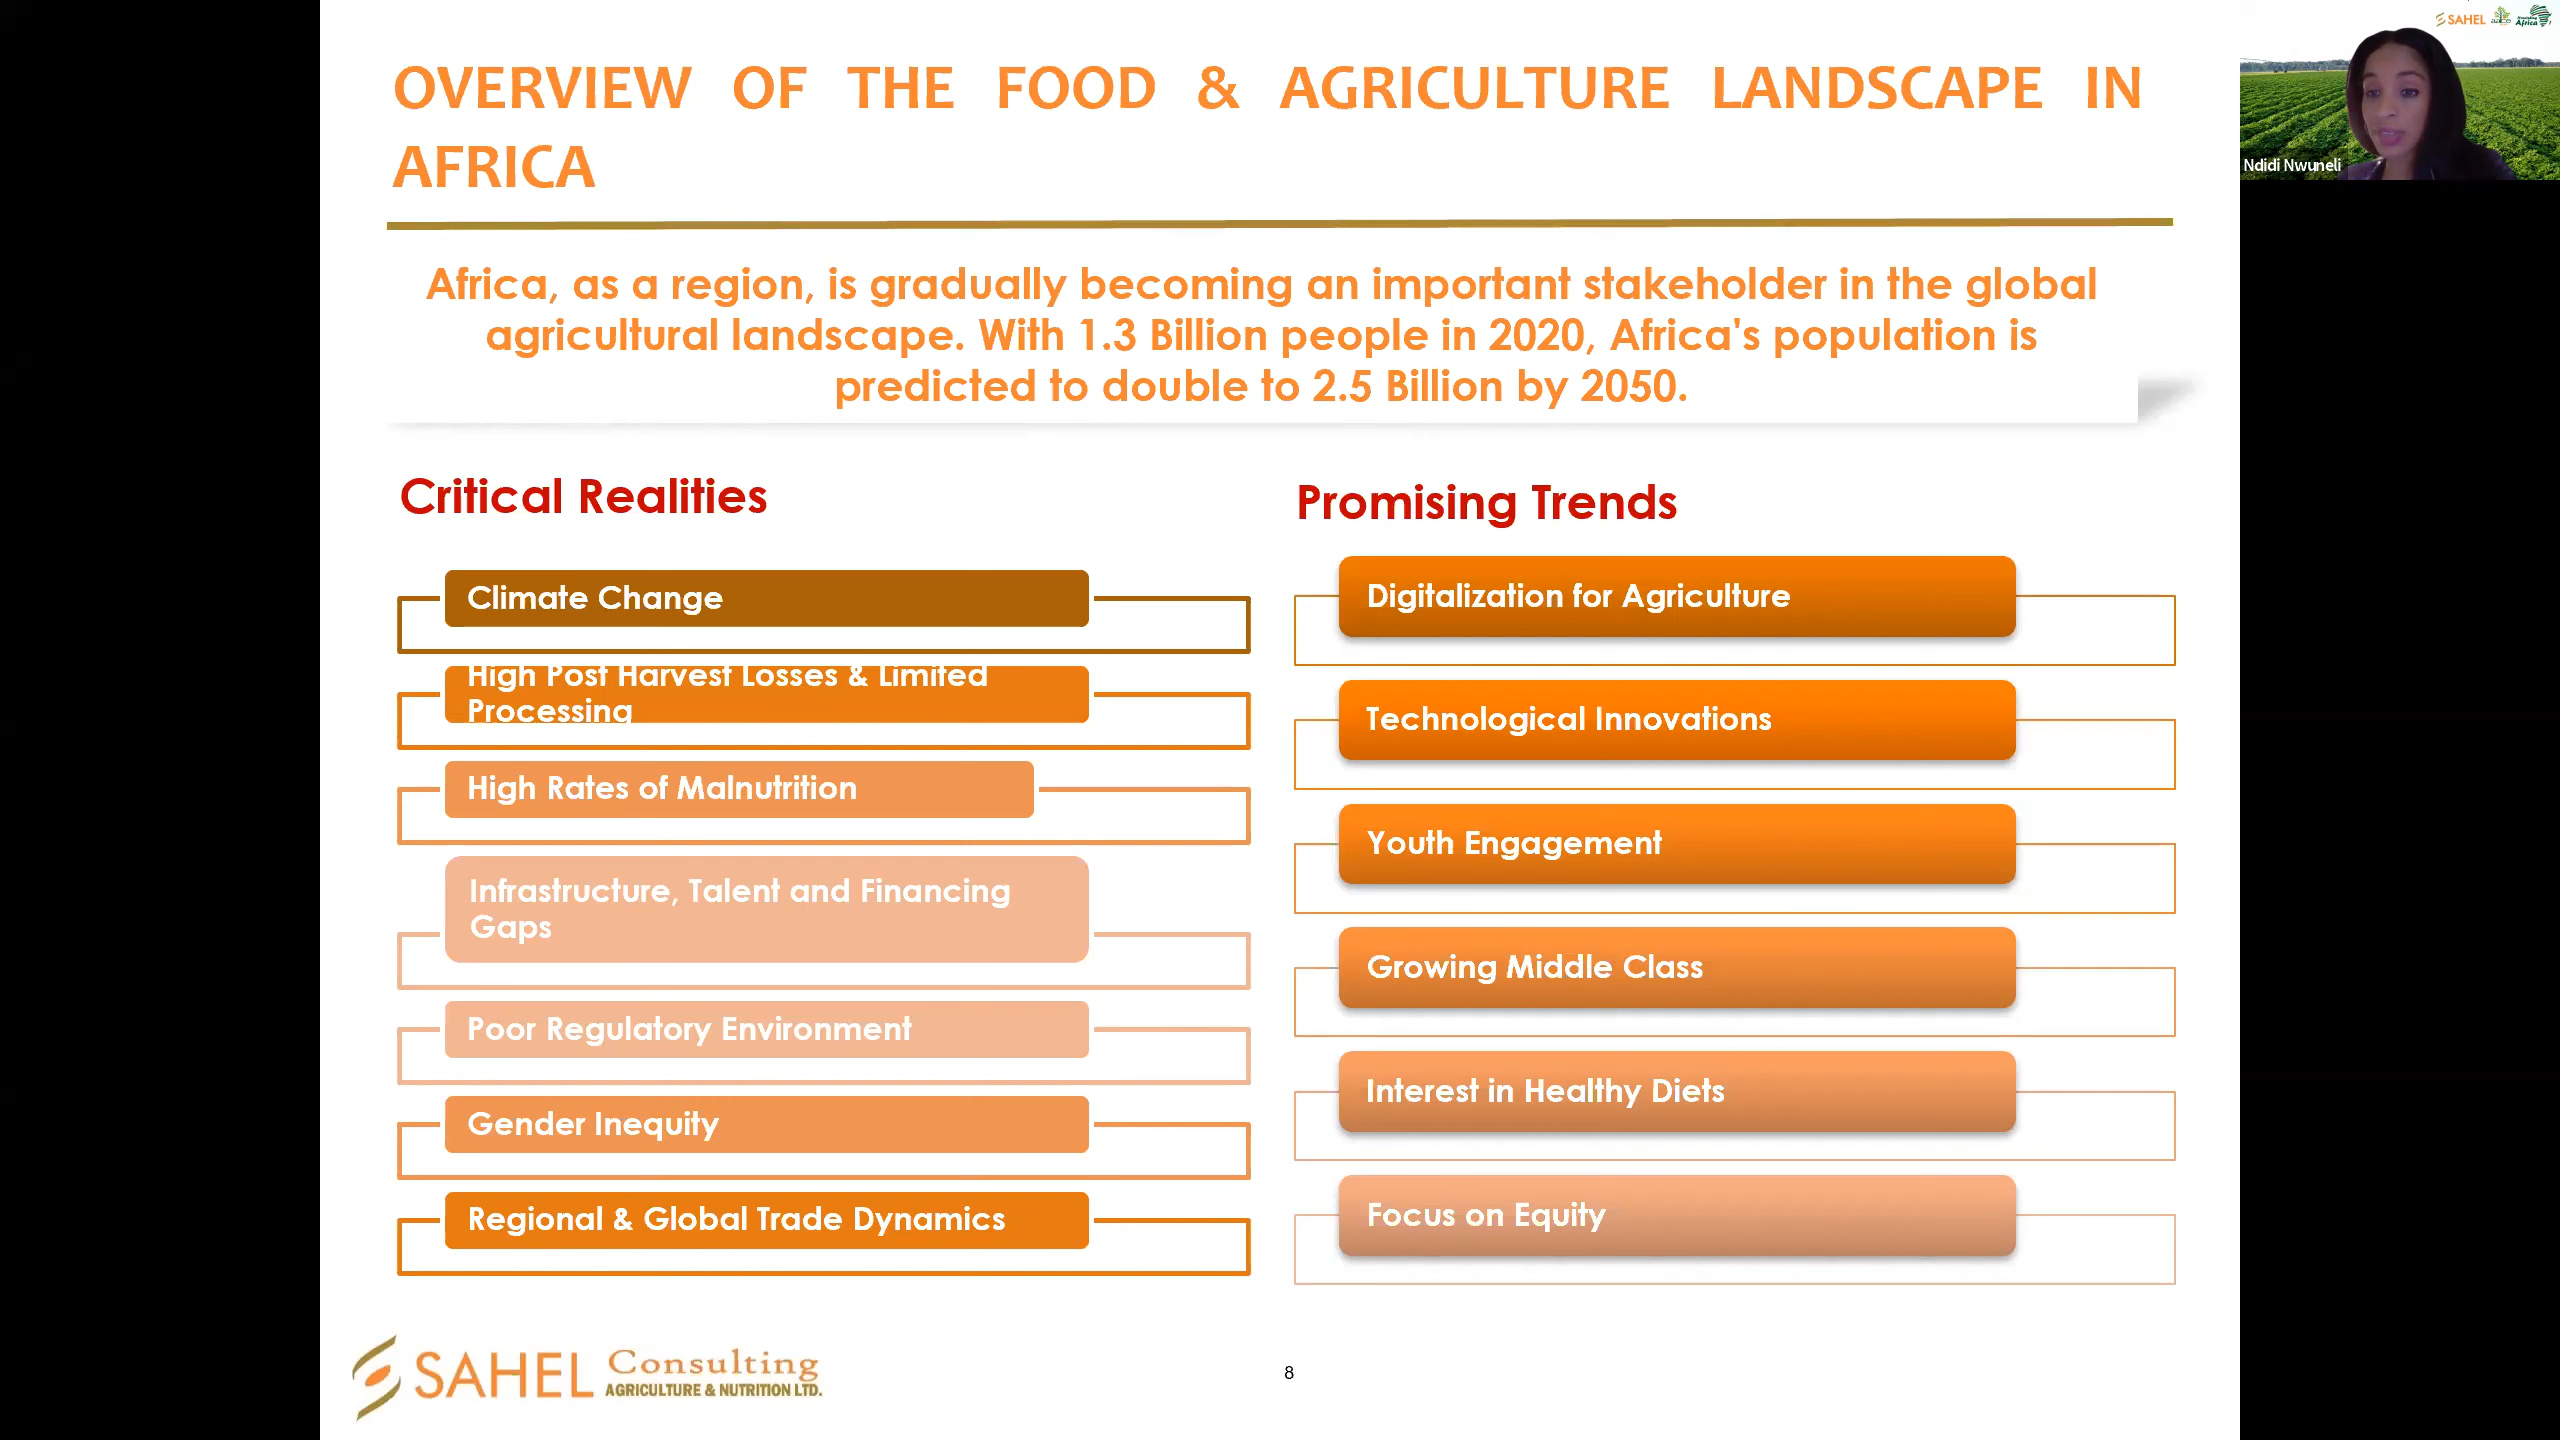 OVERVIEW OF THE FOOD & AGRICULTURE LANDSCAPE IN
AFRICA
Africa, as a region, is gradually becoming an important stakeholder in the global
agricultural landscape. With 1.3 Billion people in 2020, Africa's population is
predicted to double to 2.5 Billion by 2050.
Critical Realities
Climate Change
High Post Harvest Losses & Limited
Processing
High Rates of Malnutrition
Infrastructure, Talent and Financing
Gaps
Poor Regulatory Environment
Gender Inequity
Regional & Global Trade Dynamics
Promising Trends
Digitalization for Agriculture
Technological Innovations
Youth Engagement
Growing Middle Class
Interest in Healthy Diets
Focus on Equity
SAHEL Consulting
AGRICULTURE & NUTRITION LTD.
8
SAHEL
Africa
Ndidi Nwuneli